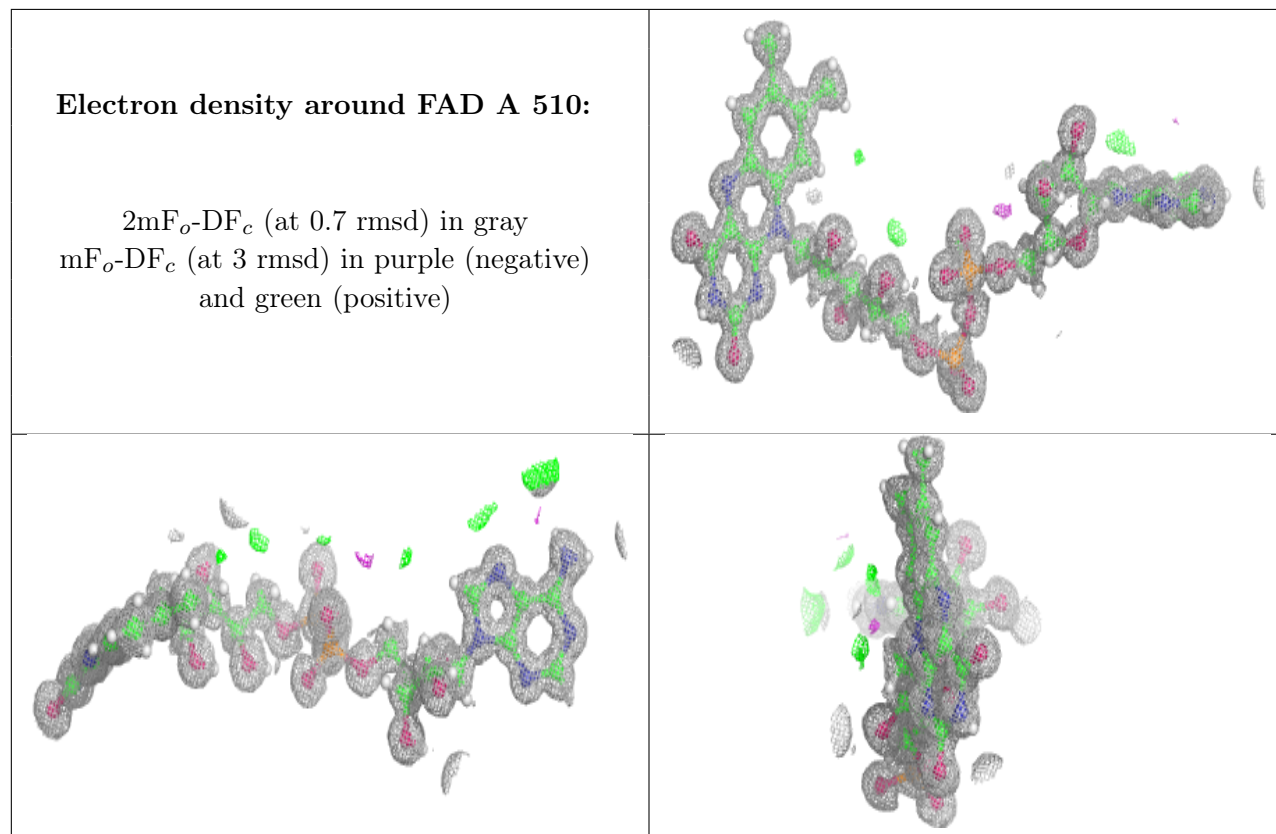 Electron density around FAD A 510:
2mFₒ-DF𝒸 (at 0.7 rmsd) in gray
mFₒ-DF𝒸 (at 3 rmsd) in purple (negative)
and green (positive)